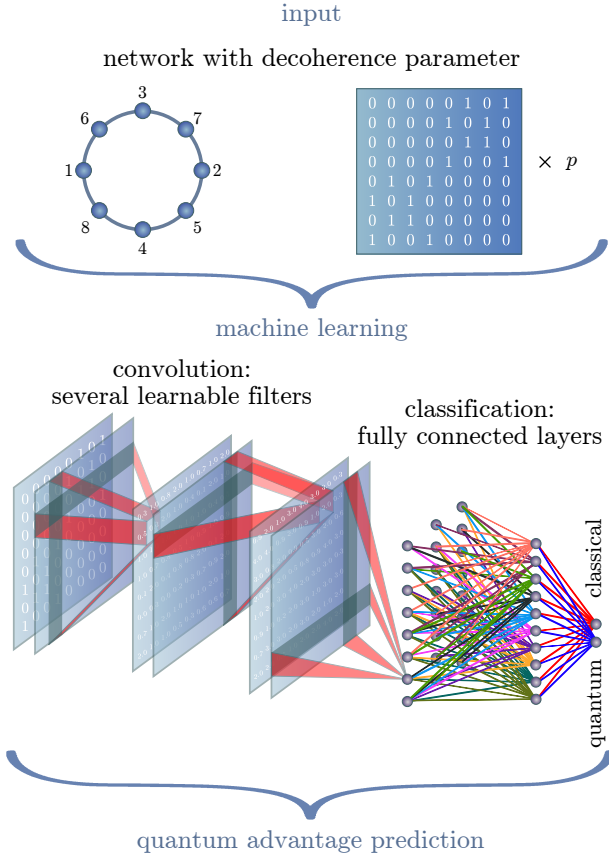 input
network with decoherence parameter
3
6
7
1
2
8
5
4
0 0 0 0 0 1 0 1
0 0 0 0 1 0 1 0
0 0 0 0 0 1 1 0
0 0 0 0 1 0 0 1
0 1 0 1 0 0 0 0
1 0 1 0 0 0 0 0
0 1 1 0 0 0 0 0
1 0 0 1 0 0 0 0
× p
machine learning
convolution:
several learnable filters
classification:
fully connected layers
classical
quantum
quantum advantage prediction